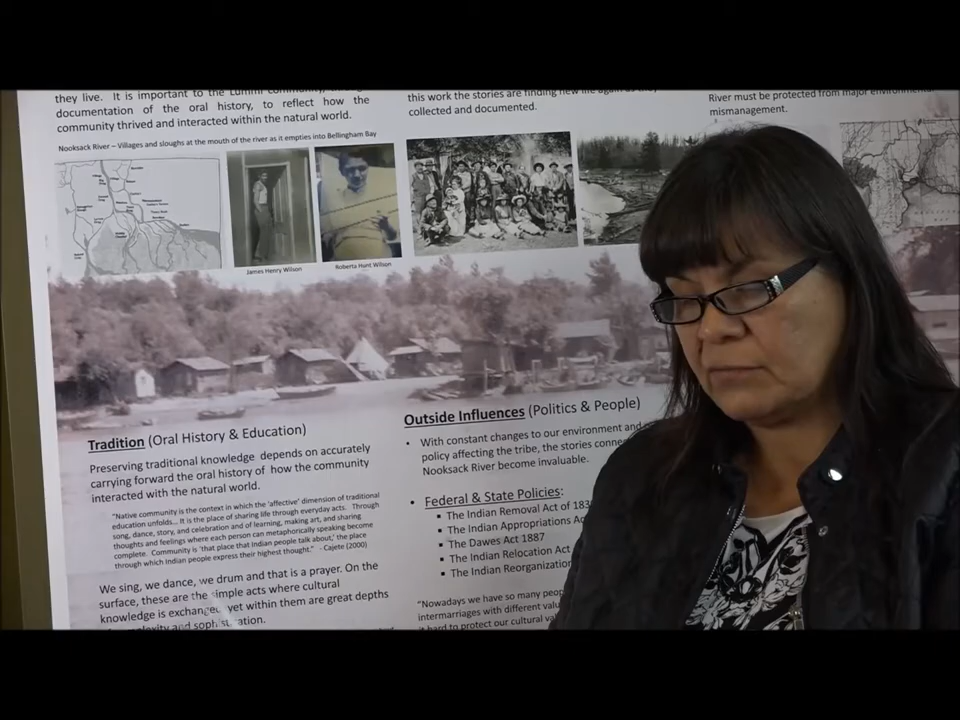 they live. It is important to the Lummi community,
documentation of the oral history, to reflect how the
community thrived and interacted within the natural world.
this work the stories are finding new life again as
collected and documented.
River must be protected from major
mismanagement.
Nooksack River – Villages and sloughs at the mouth of the river as it empties into Bellingham Bay
James Henry Wilson
Roberta Hunt Wilson
Tradition (Oral History & Education)
Preserving traditional knowledge depends on accurately
carrying forward the oral history of how the community
interacted with the natural world.
"Native community is the context in which the 'affective' dimension of traditional
education unfolds... It is the place of sharing life through everyday acts. Through
song, dance, story, and celebration and of learning, making art, and sharing
thoughts and feelings where each person can metaphorically speaking become
complete. Community is 'that place that Indian people talk about,' the place
through which Indian people express their highest thought." - Cajete (2000)
We sing, we dance, we drum and that is a prayer. On the
surface, these are the simple acts where cultural
knowledge is exchanged, yet within them are great depths
Outside Influences (Politics & People)
• With constant changes to our environment and
policy affecting the tribe, the stories
Nooksack River become invaluable.
• Federal & State Policies:
▪ The Indian Removal Act of
▪ The Indian Appropriations
▪ The Dawes Act 1887
▪ The Indian Relocation Act
▪ The Indian
"Nowadays we have so many
intermarriages with different
it hard to protect our cultural